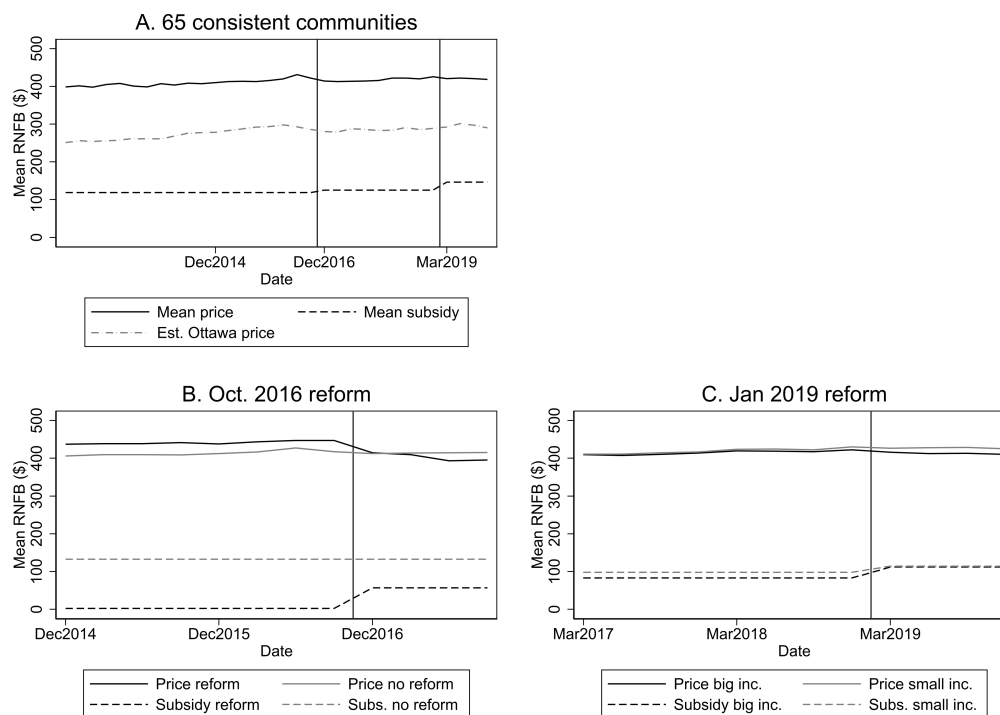 A. 65 consistent communities
Mean RNFB ($)
500
400
300
200
100
0
Dec2014 Dec2016 Mar2019
Date
Mean price Mean subsidy
Est. Ottawa price
B. Oct. 2016 reform
Mean RNFB ($)
500
400
300
200
100
0
Dec2014 Dec2015 Dec2016
Date
Price reform Price no reform
Subsidy reform Subs. no reform
C. Jan 2019 reform
Mean RNFB ($)
500
400
300
200
100
0
Mar2017 Mar2018 Mar2019
Date
Price big inc. Price small inc.
Subsidy big inc. Subs. small inc.